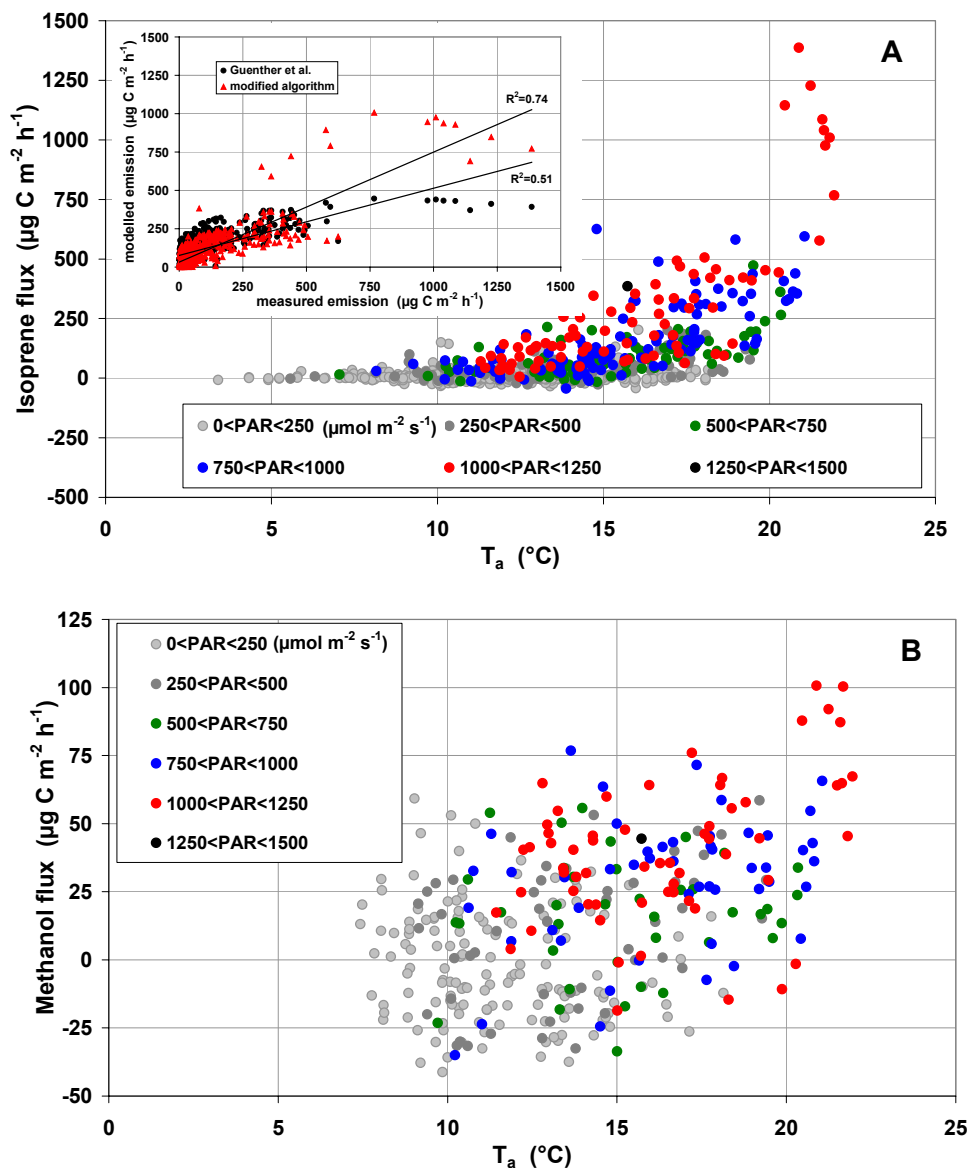 A
Isoprene flux (µg C m⁻² h⁻¹)
1500
1250
1000
750
500
250
0
-250
-500
0 5 10 15 20 25
Tₐ (°C)
modelled emission (µg C m⁻² h⁻¹)
1500
1250
1000
750
500
250
0
0 250 500 750 1000 1250 1500
measured emission (µg C m⁻² h⁻¹)
Guenther et al.
modified algorithm
R²=0.74
R²=0.51
0<PAR<250 (µmol m⁻² s⁻¹) 250<PAR<500 500<PAR<750
750<PAR<1000 1000<PAR<1250 1250<PAR<1500
B
Methanol flux (µg C m⁻² h⁻¹)
125
100
75
50
25
0
-25
-50
0 5 10 15 20 25
Tₐ (°C)
0<PAR<250 (µmol m⁻² s⁻¹)
250<PAR<500
500<PAR<750
750<PAR<1000
1000<PAR<1250
1250<PAR<1500